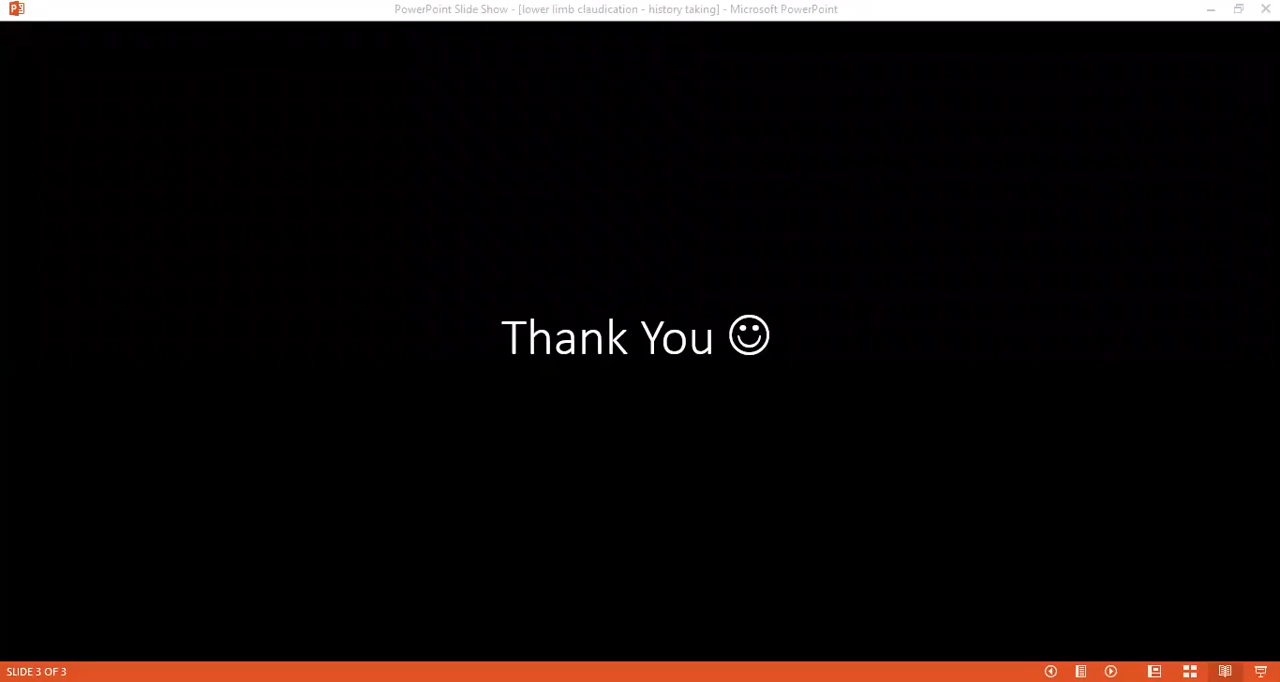 PowerPoint Slide Show - [lower limb claudication - history taking] - Microsoft PowerPoint
Thank You ☺
SLIDE 3 OF 3